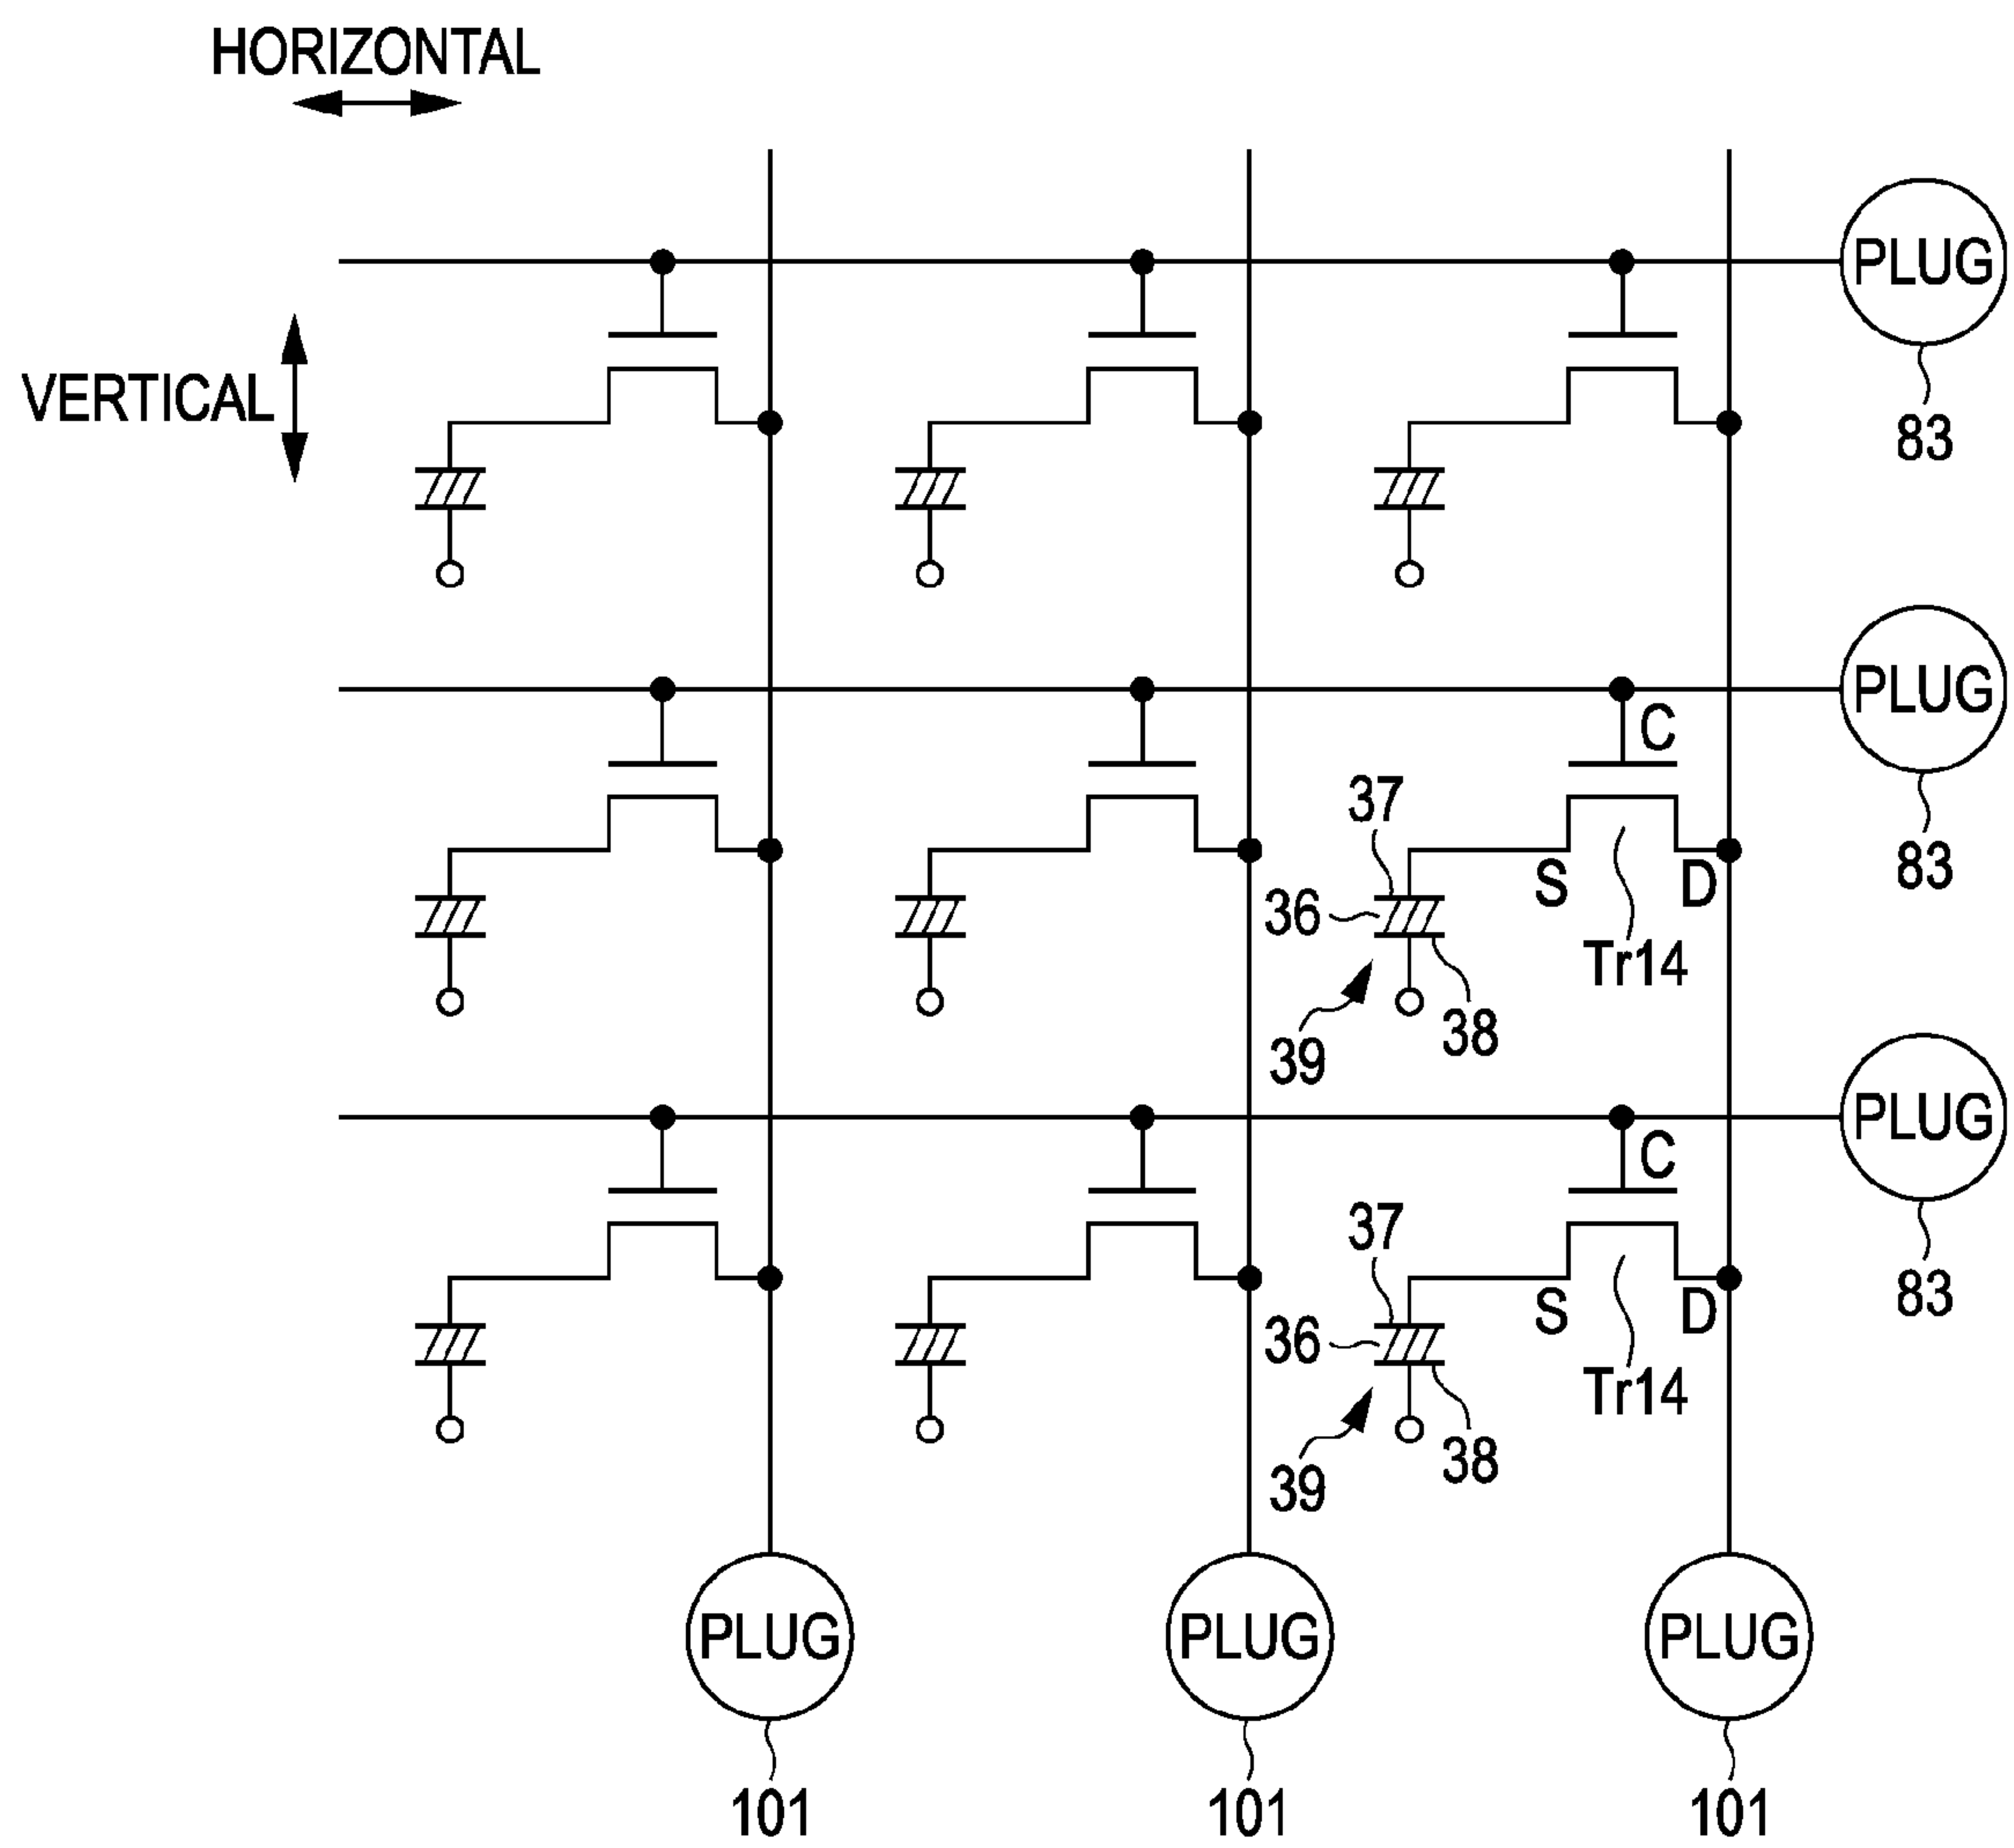 HORIZONTAL
PLUG
VERTICAL
83
PLUG
C
37
83
36
S
D
Tr14
39
38
PLUG
C
37
83
36
S
D
Tr14
39
38
PLUG
PLUG
PLUG
101
101
101